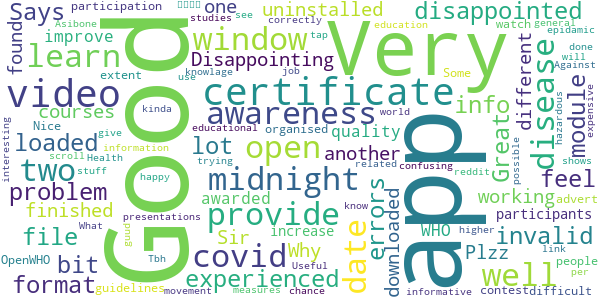 Says participation Asibone studies one uninstalled disappointed
found extent improve see correctly window Disappointing watch tap education Some general epidamic
learn use knowlage job different done will Against
video certificate Very
courses kinda awareness world info disease module
interesting Nice give educational organised quality Greato hazardous expensive
loaded lot open another possible
two information trying related confusing feel
scroll Health midnight reddit shows
problem stuff happy awarded errors downloaded working advert
finished provide date participants
What presentations Sir increase know WHO higher invalid
file guud covid Why Plzz link people
OpenWHO bit Tbh experienced Useful well per
format guidelines movement measures chance informative contest difficult
Good app